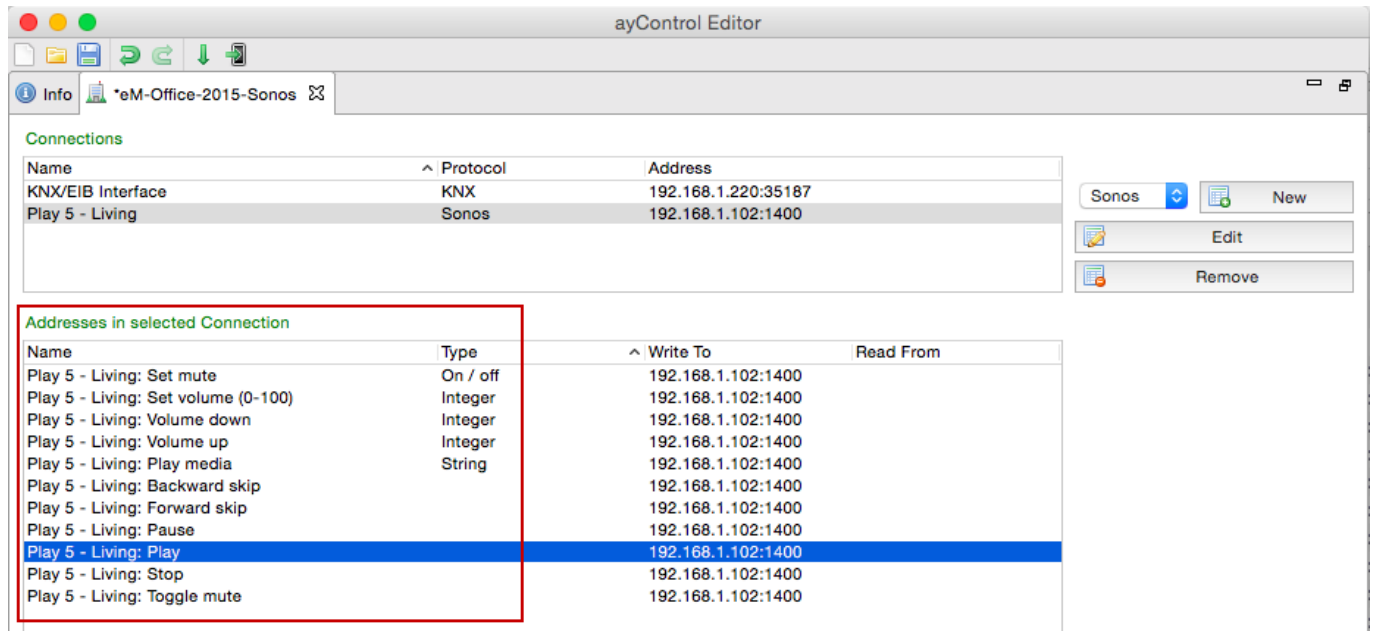 ayControl Editor
Info *eM-Office-2015-Sonos
Connections
Name Protocol Address
KNX/EIB Interface KNX 192.168.1.220:35187
Play 5 - Living Sonos 192.168.1.102:1400
Sonos New
Edit
Remove
Addresses in selected Connection
Name Type Write To Read From
Play 5 - Living: Set mute On / off 192.168.1.102:1400
Play 5 - Living: Set volume (0-100) Integer 192.168.1.102:1400
Play 5 - Living: Volume down Integer 192.168.1.102:1400
Play 5 - Living: Volume up Integer 192.168.1.102:1400
Play 5 - Living: Play media String 192.168.1.102:1400
Play 5 - Living: Backward skip 192.168.1.102:1400
Play 5 - Living: Forward skip 192.168.1.102:1400
Play 5 - Living: Pause 192.168.1.102:1400
Play 5 - Living: Play 192.168.1.102:1400
Play 5 - Living: Stop 192.168.1.102:1400
Play 5 - Living: Toggle mute 192.168.1.102:1400